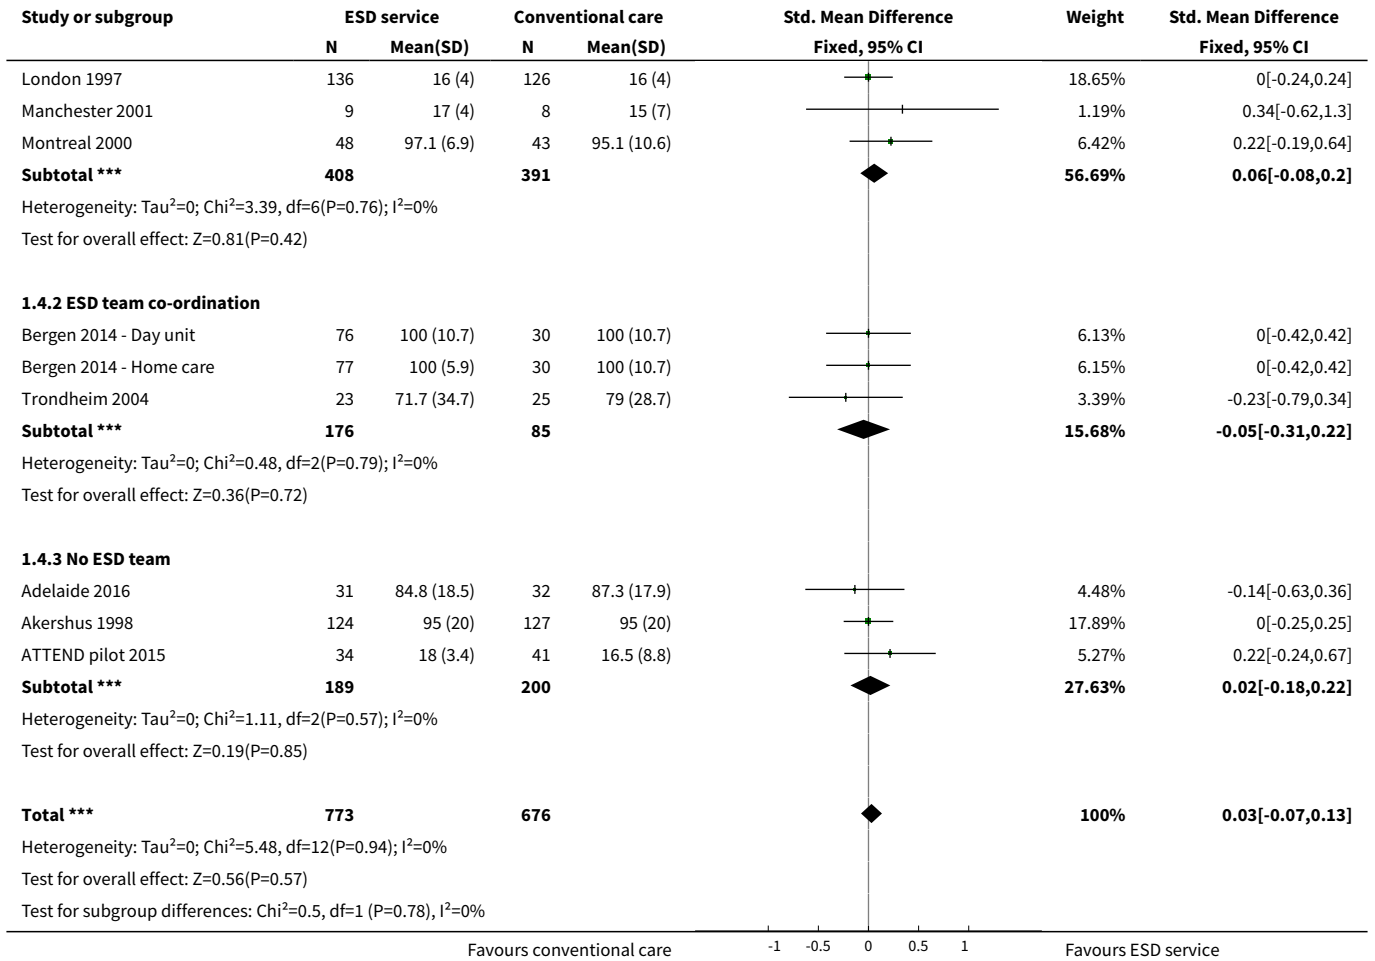 Study or subgroup ESD service Conventional care Std. Mean Difference Weight Std. Mean Difference
N Mean(SD) N Mean(SD) Fixed, 95% CI Fixed, 95% CI
London 1997 136 16 (4) 126 16 (4) 18.65% 0[-0.24,0.24]
Manchester 2001 9 17 (4) 8 15 (7) 1.19% 0.34[-0.62,1.3]
Montreal 2000 48 97.1 (6.9) 43 95.1 (10.6) 6.42% 0.22[-0.19,0.64]
Subtotal *** 408 391 56.69% 0.06[-0.08,0.2]
Heterogeneity: Tau²=0; Chi²=3.39, df=6(P=0.76); I²=0%
Test for overall effect: Z=0.81(P=0.42)
1.4.2 ESD team co-ordination
Bergen 2014 - Day unit 76 100 (10.7) 30 100 (10.7) 6.13% 0[-0.42,0.42]
Bergen 2014 - Home care 77 100 (5.9) 30 100 (10.7) 6.15% 0[-0.42,0.42]
Trondheim 2004 23 71.7 (34.7) 25 79 (28.7) 3.39% -0.23[-0.79,0.34]
Subtotal *** 176 85 15.68% -0.05[-0.31,0.22]
Heterogeneity: Tau²=0; Chi²=0.48, df=2(P=0.79); I²=0%
Test for overall effect: Z=0.36(P=0.72)
1.4.3 No ESD team
Adelaide 2016 31 84.8 (18.5) 32 87.3 (17.9) 4.48% -0.14[-0.63,0.36]
Akershus 1998 124 95 (20) 127 95 (20) 17.89% 0[-0.25,0.25]
ATTEND pilot 2015 34 18 (3.4) 41 16.5 (8.8) 5.27% 0.22[-0.24,0.67]
Subtotal *** 189 200 27.63% 0.02[-0.18,0.22]
Heterogeneity: Tau²=0; Chi²=1.11, df=2(P=0.57); I²=0%
Test for overall effect: Z=0.19(P=0.85)
Total *** 773 676 100% 0.03[-0.07,0.13]
Heterogeneity: Tau²=0; Chi²=5.48, df=12(P=0.94); I²=0%
Test for overall effect: Z=0.56(P=0.57)
Test for subgroup differences: Chi²=0.5, df=1 (P=0.78), I²=0%
Favours conventional care -1 -0.5 0 0.5 1 Favours ESD service